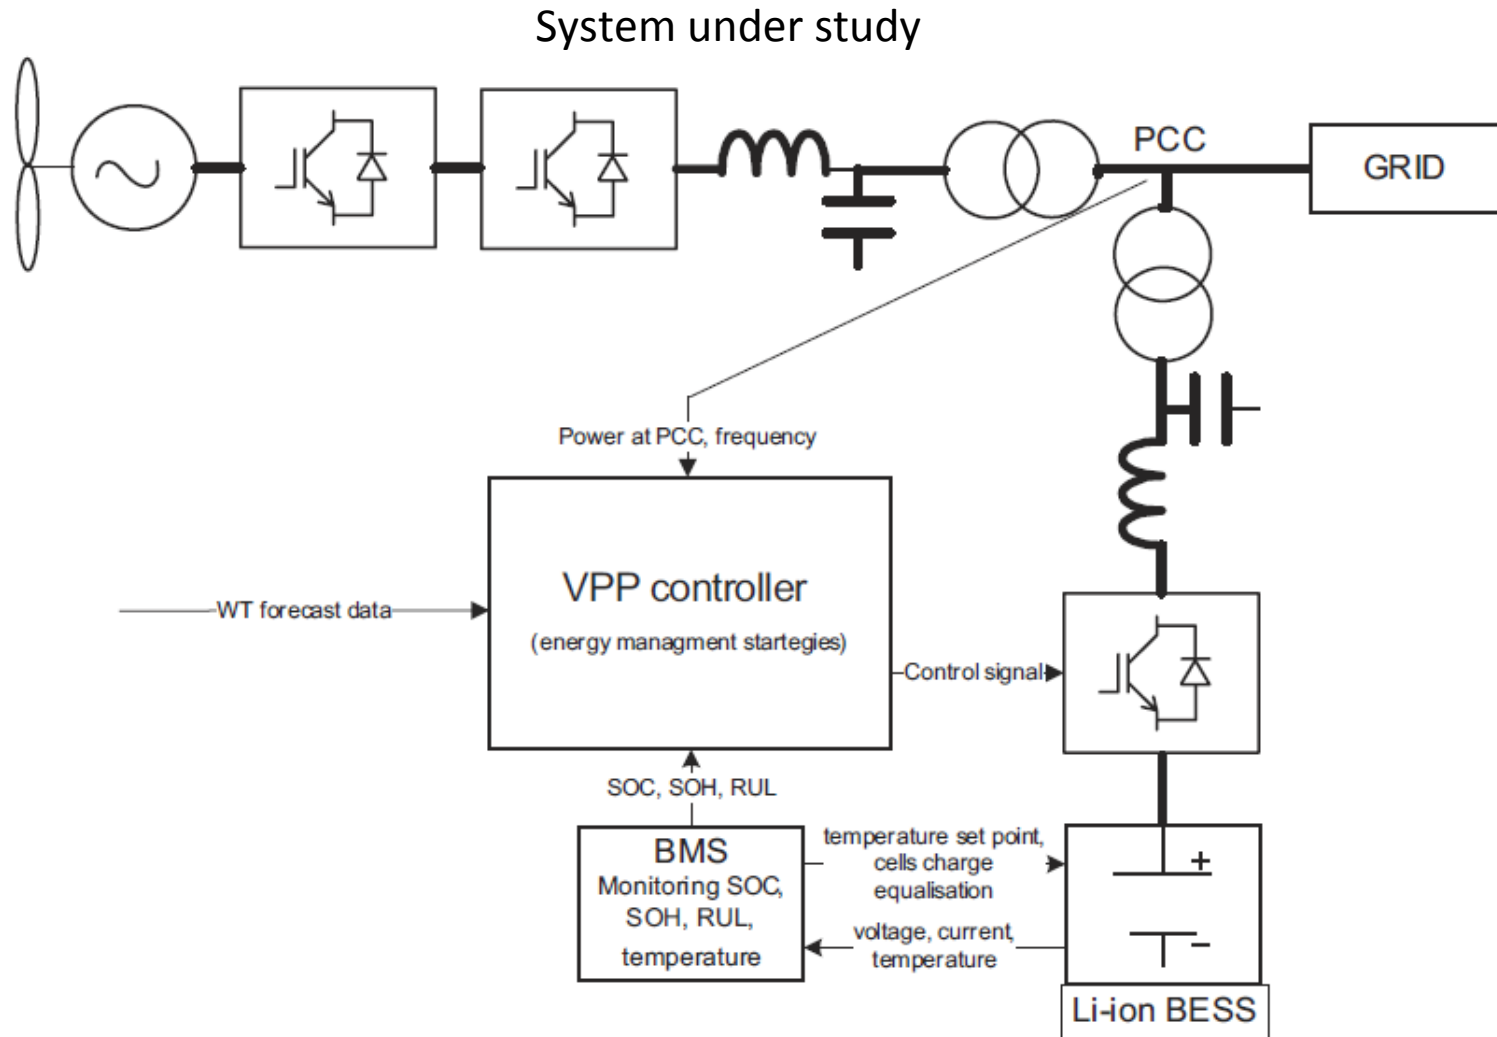 System under study
PCC
GRID
Power at PCC, frequency
VPP controller
(energy managment startegies)
WT forecast data
Control signal
SOC, SOH, RUL
BMS
Monitoring SOC,
SOH, RUL,
temperature
temperature set point,
cells charge
equalisation
voltage, current,
temperature
+
−
Li-ion BESS